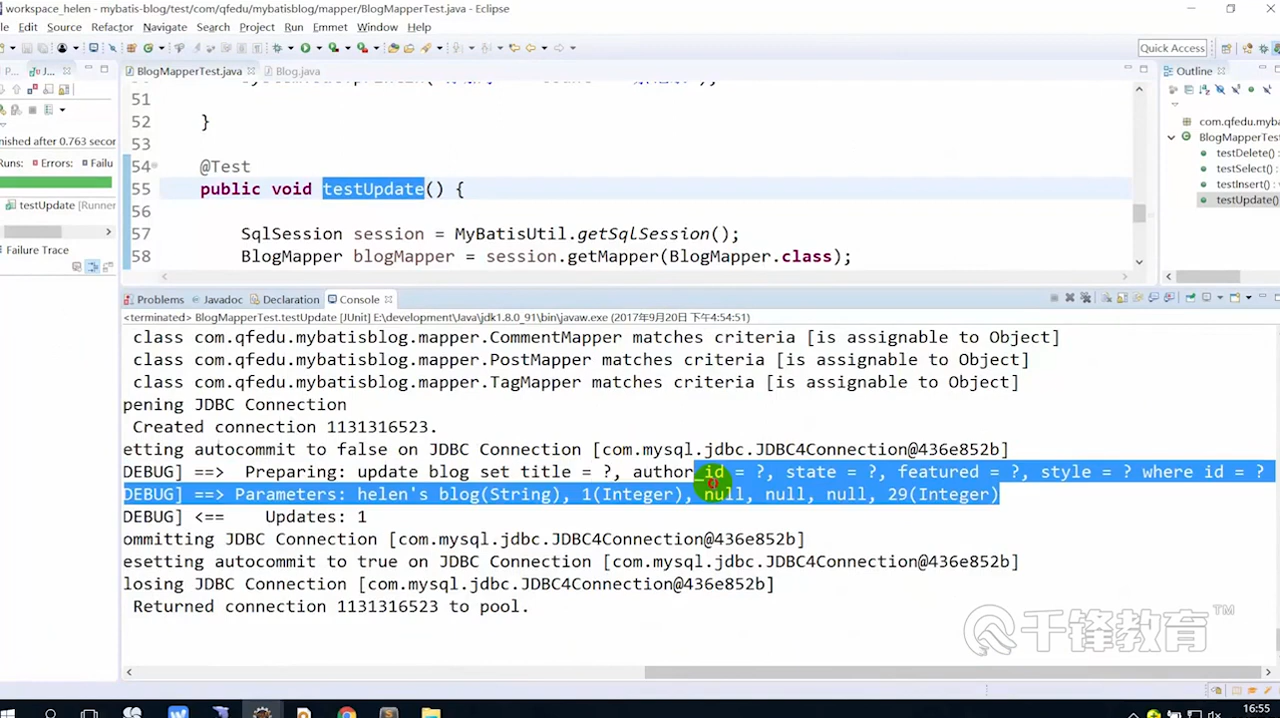 workspace_helen - mybatis-blog/test/com/qfedu/mybatisblog/mapper/BlogMapperTest.java - Eclipse
Edit Source Refactor Navigate Search Project Run Emmet Window Help
Quick Access
P...
J...
BlogMapperTest.java
Blog.java
Outline
nished after 0.763 secor
Runs: Errors: Failu
testUpdate [Runner
Failure Trace
51
52 }
53
54 @Test
55 public void testUpdate() {
56
57 SqlSession session = MyBatisUtil.getSqlSession();
58 BlogMapper blogMapper = session.getMapper(BlogMapper.class);
com.qfedu.myba
BlogMapperTest
testDelete() :
testSelect() :
testInsert() :
testUpdate()
Problems Javadoc Declaration Console
<terminated> BlogMapperTest.testUpdate [JUnit] E:\development\Java\jdk1.8.0_91\bin\javaw.exe (2017年9月20日 下午4:54:51)
class com.qfedu.mybatisblog.mapper.CommentMapper matches criteria [is assignable to Object]
class com.qfedu.mybatisblog.mapper.PostMapper matches criteria [is assignable to Object]
class com.qfedu.mybatisblog.mapper.TagMapper matches criteria [is assignable to Object]
pening JDBC Connection
Created connection 1131316523.
etting autocommit to false on JDBC Connection [com.mysql.jdbc.JDBC4Connection@436e852b]
DEBUG] ==> Preparing: update blog set title = ?, author_id = ?, state = ?, featured = ?, style = ? where id = ?
DEBUG] ==> Parameters: helen's blog(String), 1(Integer), null, null, null, 29(Integer)
DEBUG] <== Updates: 1
ommitting JDBC Connection [com.mysql.jdbc.JDBC4Connection@436e852b]
esetting autocommit to true on JDBC Connection [com.mysql.jdbc.JDBC4Connection@436e852b]
losing JDBC Connection [com.mysql.jdbc.JDBC4Connection@436e852b]
Returned connection 1131316523 to pool.
千锋教育™
16:55